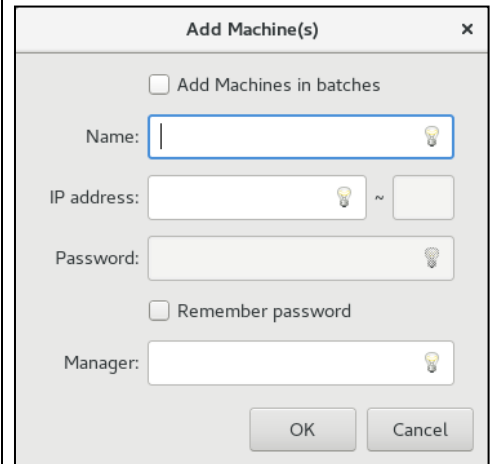 Add Machine(s) ×
Add Machines in batches
Name:
IP address: ~
Password:
Remember password
Manager:
OK Cancel